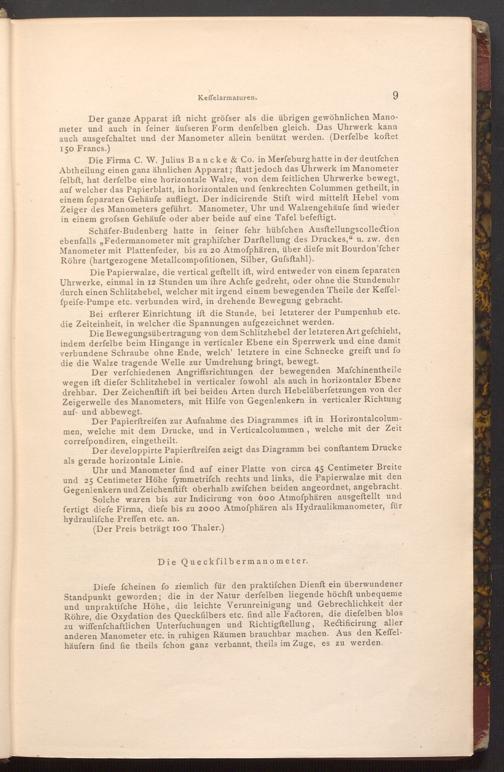 Keſſelarmaturen.
9
Der ganze Apparat iſt nicht gröſser als die übrigen gewöhnlichen Mano-
meter und auch in ſeiner äuſseren Form denſelben gleich. Das Uhrwerk kann
auch ausgeſchaltet und der Manometer allein benützt werden. (Derſelbe koſtet
150 Francs.)
Die Firma C. W. Julius Bancke & Co. in Merſeburg hatte in der deutſchen
Abtheilung einen ganz ähnlichen Apparat; ſtatt jedoch das Uhrwerk im Manometer
ſelbſt, hat derſelbe eine horizontale Walze, von dem ſeitlichen Uhrwerke bewegt,
auf welcher das Papierblatt, in horizontalen und ſenkrechten Columnen getheilt, in
einem ſeparaten Gehäuſe aufliegt. Der indicirende Stift wird mittelſt Hebel vom
Zeiger des Manometers geführt. Manometer, Uhr und Walzengehäuſe ſind wieder
in einem groſsen Gehäuſe oder aber beide auf eine Tafel befeſtigt.
Schäfer-Budenberg hatte in ſeiner ſehr hübſchen Ausſtellungscollection
ebenfalls „Federmanometer mit graphiſcher Darſtellung des Druckes,“ u. zw. den
Manometer mit Plattenfeder, bis zu 20 Atmoſphären, über dieſe mit Bourdon'ſcher
Röhre (hartgezogene Metallcompoſitionen, Silber, Guſsſtahl).
Die Papierwalze, die vertical geſtellt iſt, wird entweder von einem ſeparaten
Uhrwerke, einmal in 12 Stunden um ihre Achſe gedreht, oder ohne die Stundenuhr
durch einen Schlitzhebel, welcher mit irgend einem bewegenden Theile der Keſſel-
ſpeiſe-Pumpe etc. verbunden wird, in drehende Bewegung gebracht.
Bei erſterer Einrichtung iſt die Stunde, bei letzterer der Pumpenhub etc.
die Zeiteinheit, in welcher die Spannungen aufgezeichnet werden.
Die Bewegungsübertragung von dem Schlitzhebel der letzteren Art geſchieht,
indem derſelbe beim Hingange in verticaler Ebene ein Sperrwerk und eine damit
verbundene Schraube ohne Ende, welch' letztere in eine Schnecke greift und ſo
die die Walze tragende Welle zur Umdrehung bringt, bewegt.
Der verſchiedenen Angriffsrichtungen der bewegenden Maſchinentheile
wegen iſt dieſer Schlitzhebel in verticaler ſowohl als auch in horizontaler Ebene
drehbar. Der Zeichenſtift iſt bei beiden Arten durch Hebelüberſetzungen von der
Zeigerwelle des Manometers, mit Hilfe von Gegenlenkern in verticaler Richtung
auf- und abbewegt.
Der Papierſtreifen zur Aufnahme des Diagrammes iſt in Horizontalcolum-
men, welche mit dem Drucke, und in Verticalcolummen, welche mit der Zeit
correſpondiren, eingetheilt.
Der developpirte Papierſtreifen zeigt das Diagramm bei conſtantem Drucke
als gerade horizontale Linie.
Uhr und Manometer ſind auf einer Platte von circa 45 Centimeter Breite
und 25 Centimeter Höhe ſymmetriſch rechts und links, die Papierwalze mit den
Gegenlenkern und Zeichenſtift oberhalb zwiſchen beiden angeordnet, angebracht.
Solche waren bis zur Indicirung von 600 Atmoſphären ausgeſtellt und
fertigt dieſe Firma, dieſe bis zu 2000 Atmoſphären als Hydraulikmanometer, für
hydrauliſche Preſſen etc. an.
(Der Preis beträgt 100 Thaler.)
Die Queckſilbermanometer.
Dieſe ſcheinen ſo ziemlich für den praktiſchen Dienſt ein überwundener
Standpunkt geworden; die in der Natur derſelben liegende höchſt unbequeme
und unpraktiſche Höhe, die leichte Verunreinigung und Gebrechlichkeit der
Röhre, die Oxydation des Queckſilbers etc. ſind alle Factoren, die dieſelben blos
zu wiſſenſchaftlichen Unterſuchungen und Richtigſtellung, Rectificirung aller
anderen Manometer etc. in ruhigen Räumen brauchbar machen. Aus den Keſſel-
häuſern ſind ſie theils ſchon ganz verbannt, theils im Zuge, es zu werden.